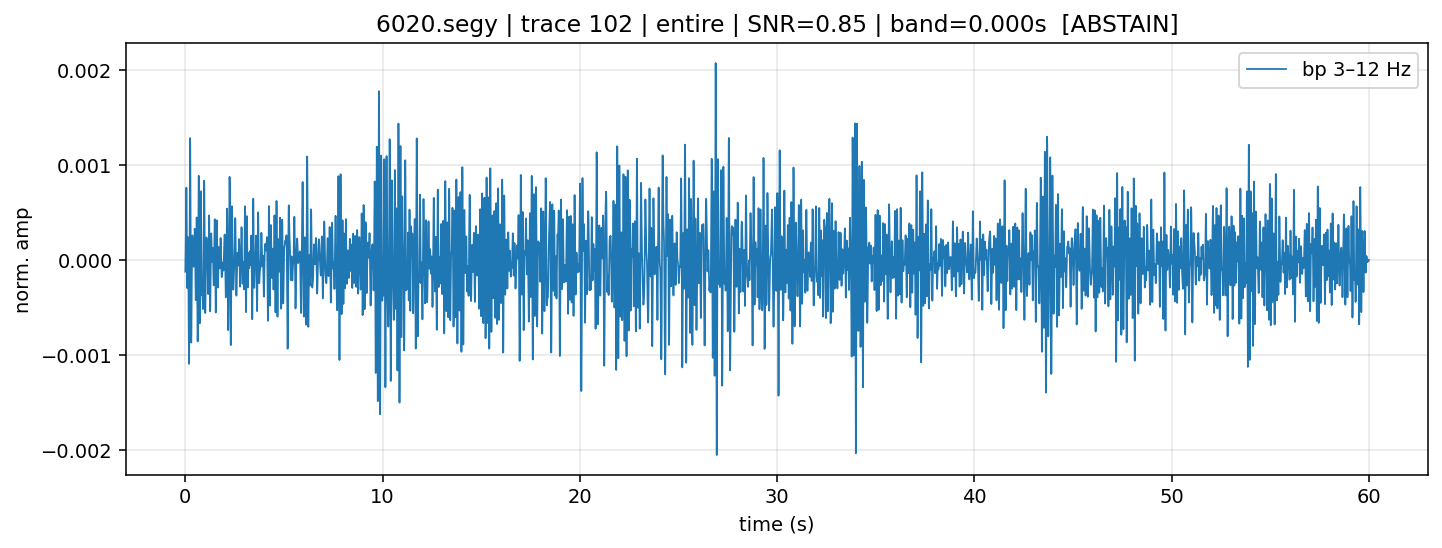 6020.segy | trace 102 | entire | SNR=0.85 | band=0.000s  [ABSTAIN]
bp 3–12 Hz
0.002
0.001
0.000
−0.001
−0.002
norm. amp
0 10 20 30 40 50 60
time (s)